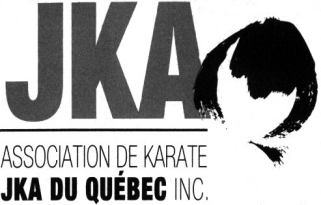 JKA
ASSOCIATION DE KARATE
JKA DU QUÉBEC INC.